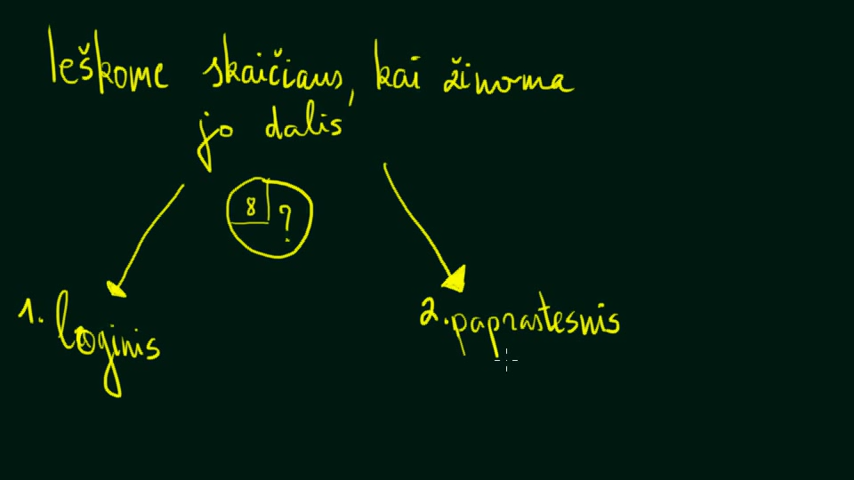 Ieškome skaičiaus, kai žinoma
jo dalis
8 ?
1. loginis
2. paprastesnis